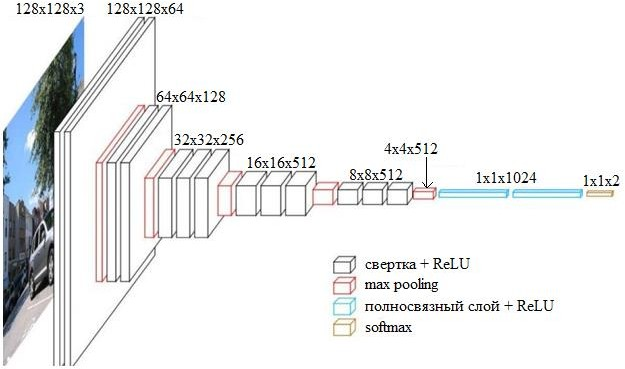 128x128x3
128x128x64
64x64x128
32x32x256
16x16x512
8x8x512
4x4x512
1x1x1024
1x1x2
свертка + ReLU
max pooling
полносвязный слой + ReLU
softmax